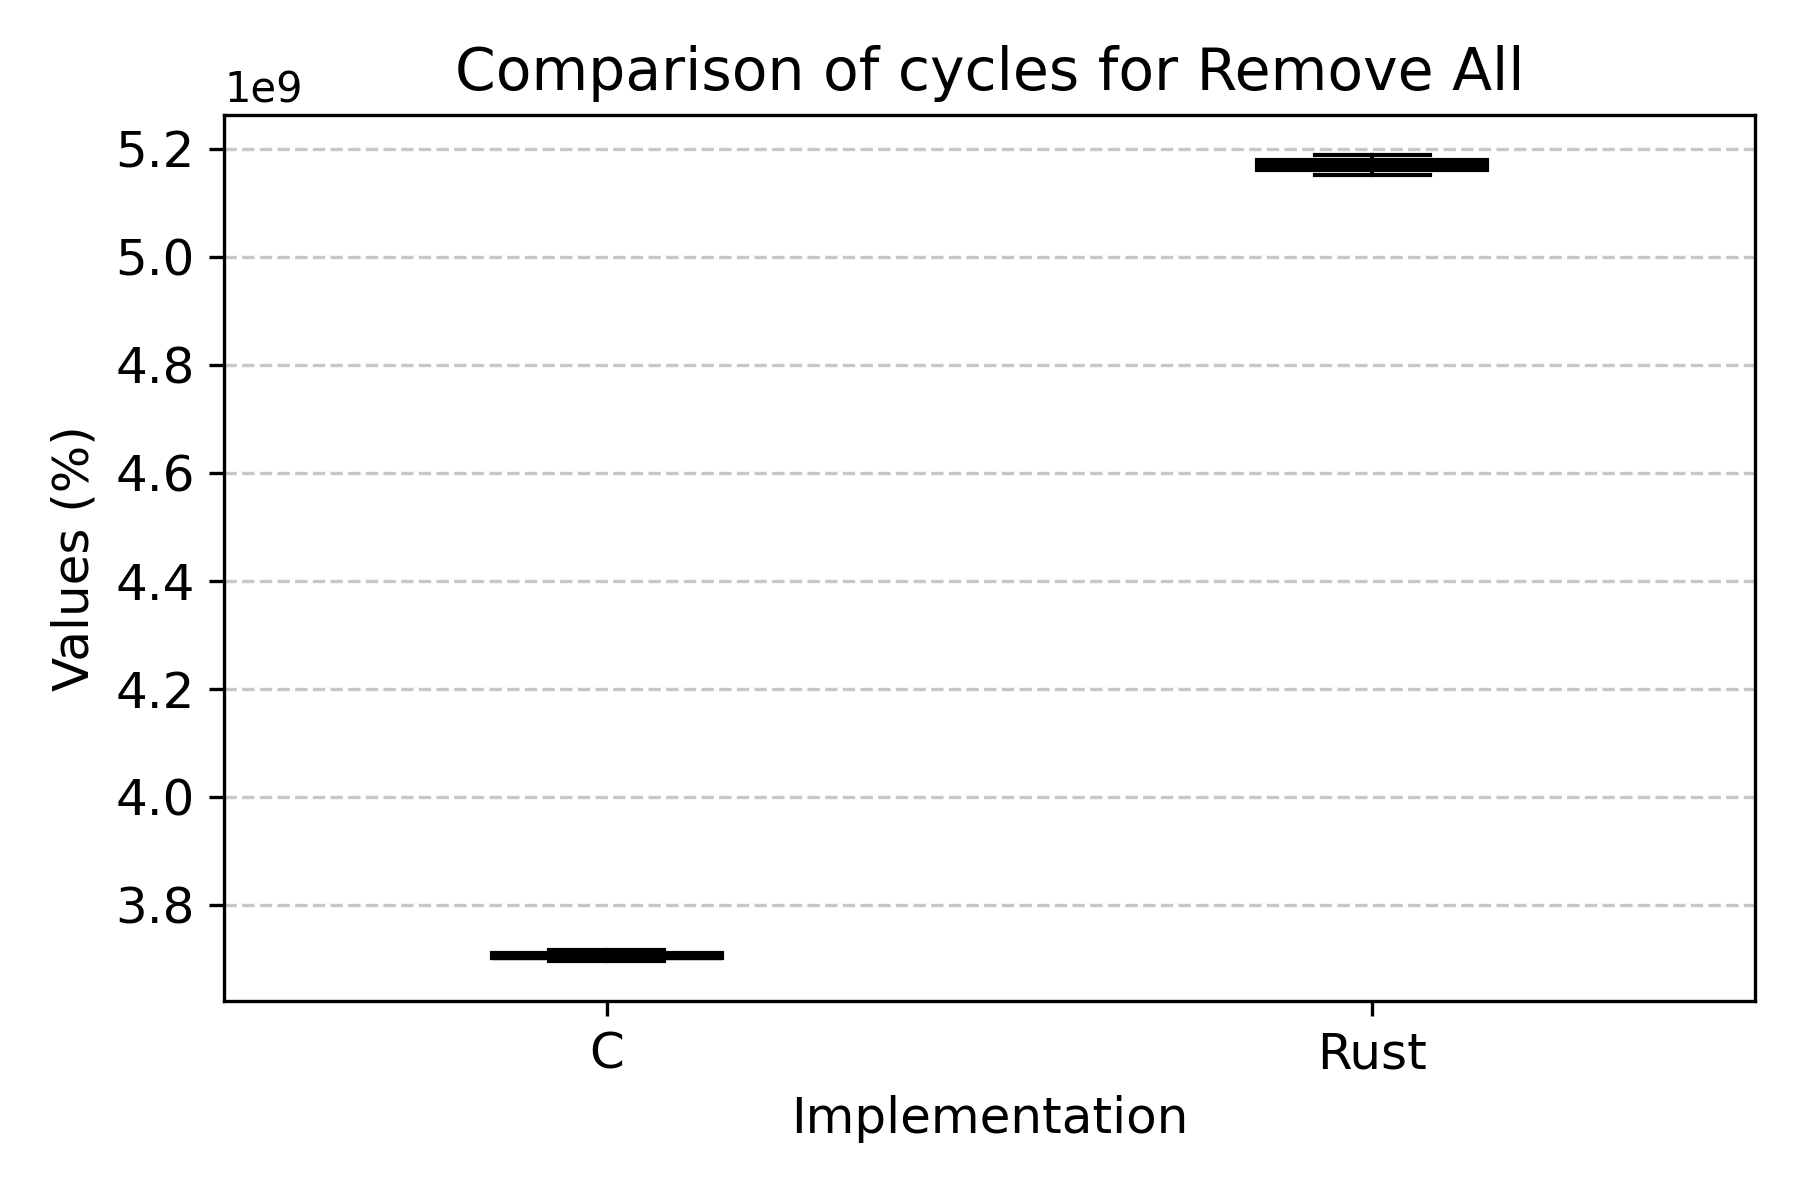 Comparison of cycles for Remove All
1e9
5.2
5.0
4.8
4.6
4.4
4.2
4.0
3.8
Values (%)
C
Rust
Implementation